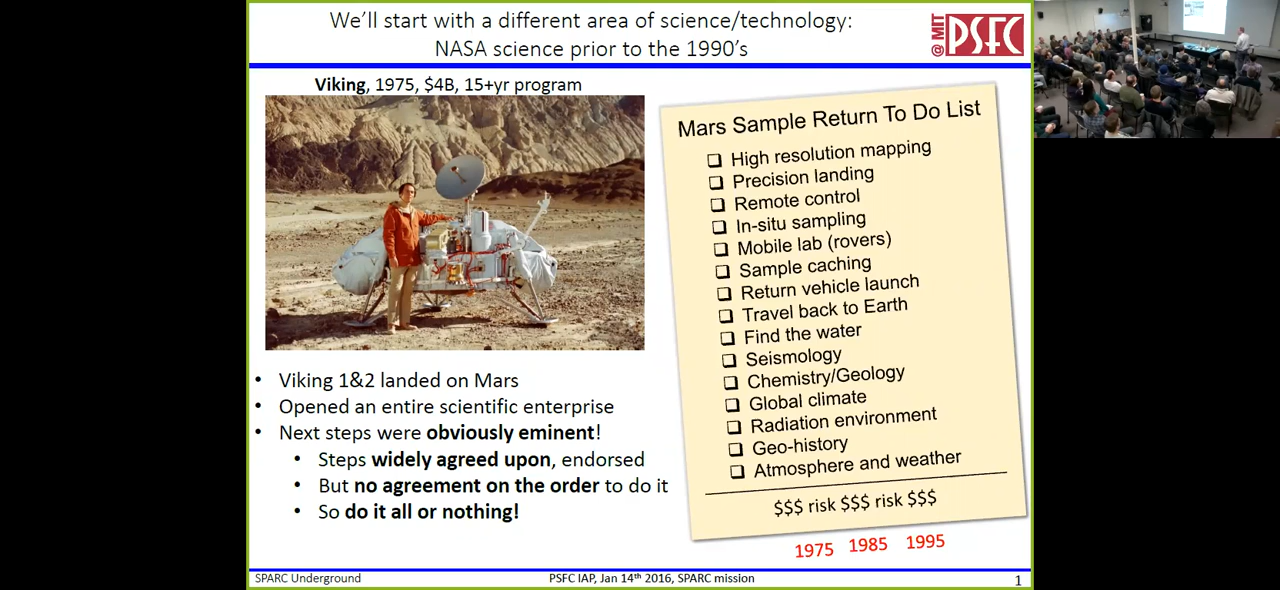 We'll start with a different area of science/technology:
NASA science prior to the 1990's
@ MIT
PSFC
Viking, 1975, $4B, 15+yr program
• Viking 1&2 landed on Mars
• Opened an entire scientific enterprise
• Next steps were obviously eminent!
• Steps widely agreed upon, endorsed
• But no agreement on the order to do it
• So do it all or nothing!
Mars Sample Return To Do List
❑ High resolution mapping
❑ Precision landing
❑ Remote control
❑ In-situ sampling
❑ Mobile lab (rovers)
❑ Sample caching
❑ Return vehicle launch
❑ Travel back to Earth
❑ Find the water
❑ Seismology
❑ Chemistry/Geology
❑ Global climate
❑ Radiation environment
❑ Geo-history
❑ Atmosphere and weather
$$$ risk $$$ risk $$$
1975 1985 1995
SPARC Underground
PSFC IAP, Jan 14th 2016, SPARC mission
1